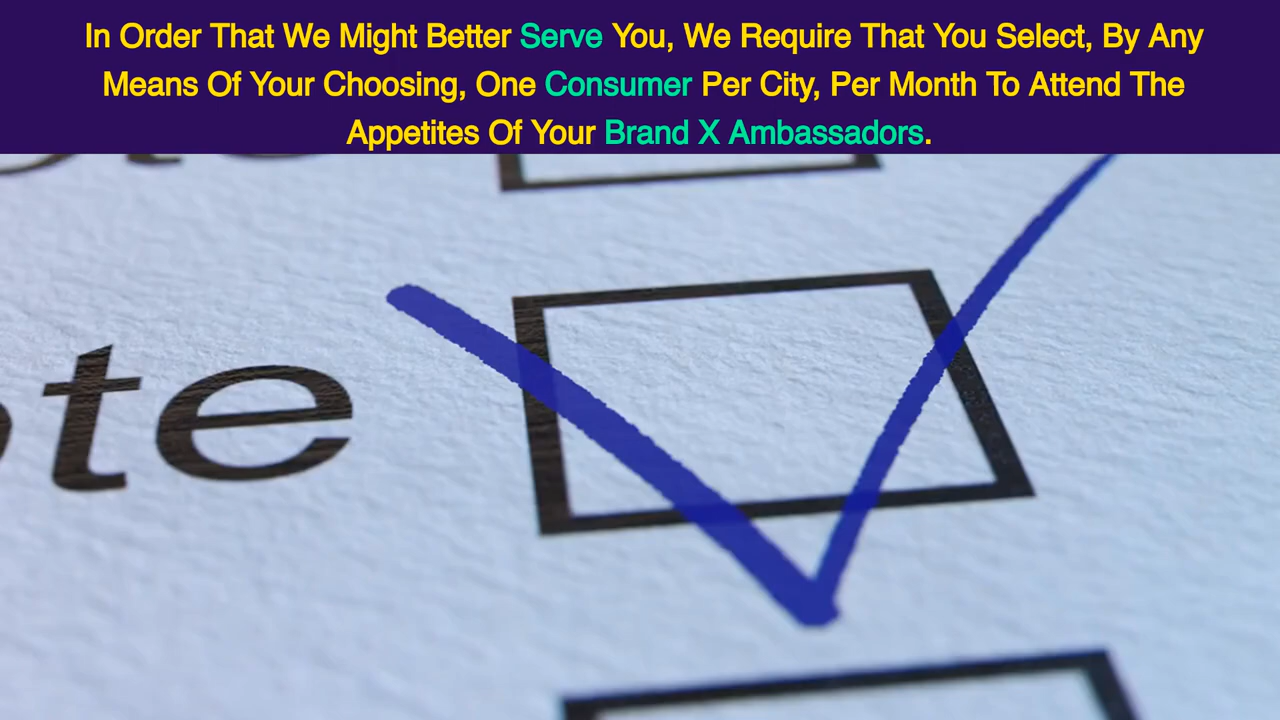 In Order That We Might Better Serve You, We Require That You Select, By Any
Means Of Your Choosing, One Consumer Per City, Per Month To Attend The
Appetites Of Your Brand X Ambassadors.
te